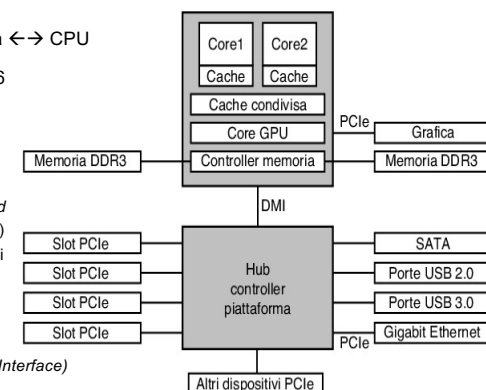 a ←→ CPU
6
d
)
i
Interface)
Core1
Core2
Cache
Cache
Cache condivisa
Core GPU
Controller memoria
PCIe
Grafica
Memoria DDR3
Memoria DDR3
DMI
Slot PCIe
Slot PCIe
Slot PCIe
Slot PCIe
Hub
controller
piattaforma
SATA
Porte USB 2.0
Porte USB 3.0
Gigabit Ethernet
PCIe
Altri dispositivi PCIe